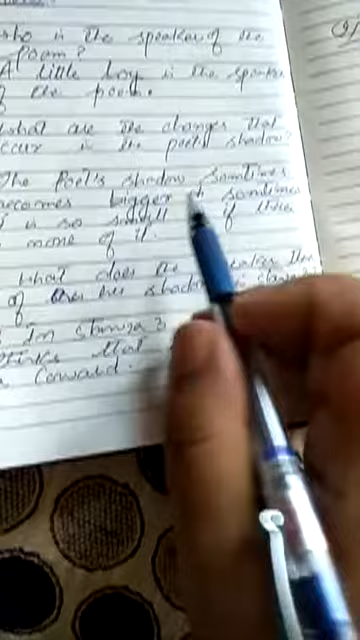 who is the speaker of the
Poem?
A little boy is the speaker
of the poem.
what are the changes that
occur in the poet's shadow?
The Poet's shadow sometimes
becomes bigger sometimes
it is so small if there
none of it.
what does the speaker
of his shadow
In Stanza 3
thinks that
a Coward.